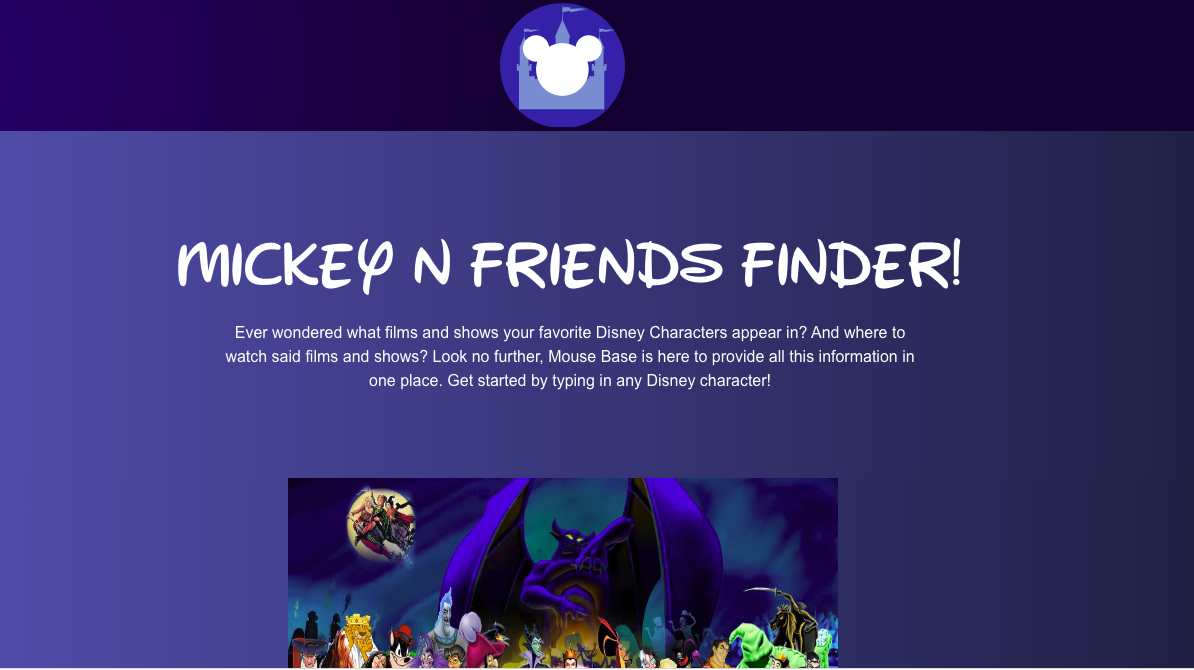 MICKEY N FRIENDS FINDER!
Ever wondered what films and shows your favorite Disney Characters appear in? And where to
watch said films and shows? Look no further, Mouse Base is here to provide all this information in
one place. Get started by typing in any Disney character!